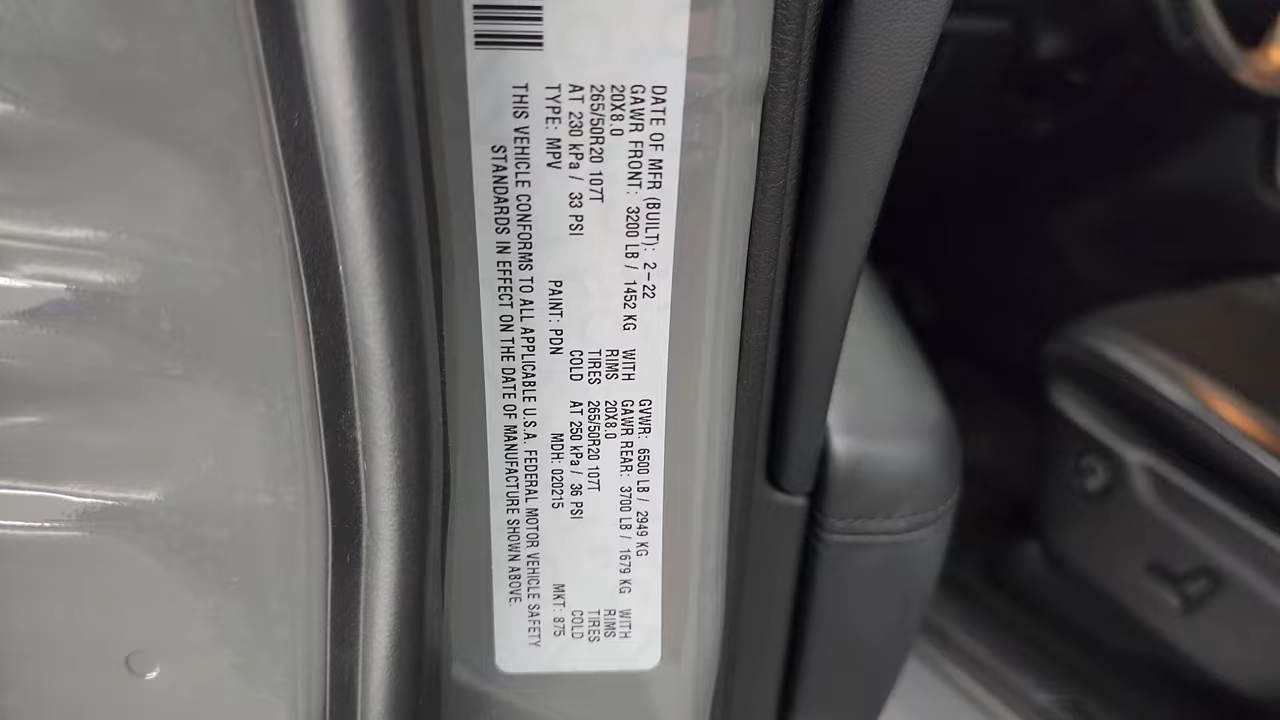 DATE OF MFR (BUILT): 2-22 GVWR: 6500 LB / 2949 KG
GAWR FRONT: 3200 LB / 1452 KG WITH GAWR REAR: 3700 LB / 1679 KG WITH
20X8.0 RIMS 20X8.0 RIMS
265/50R20 107T TIRES 265/50R20 107T TIRES
AT 230 kPa / 33 PSI COLD AT 250 kPa / 36 PSI COLD
TYPE: MPV PAINT: PDN MDH: 020215 MKT: 875
THIS VEHICLE CONFORMS TO ALL APPLICABLE U.S.A. FEDERAL MOTOR VEHICLE SAFETY
STANDARDS IN EFFECT ON THE DATE OF MANUFACTURE SHOWN ABOVE.